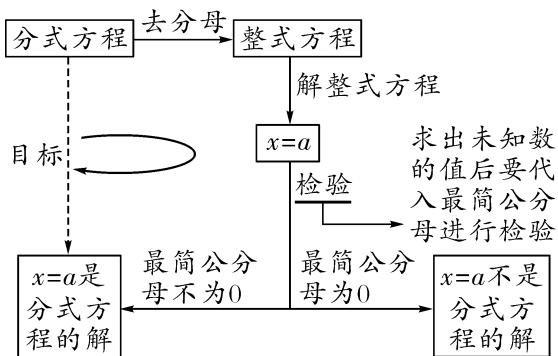 分式方程
去分母
整式方程
解整式方程
x=a
目标
检验
求出未知数
的值后要代
入最简公分
母进行检验
x=a是
分式方
程的解
最简公分
母不为0
最简公分
母为0
x=a不是
分式方
程的解